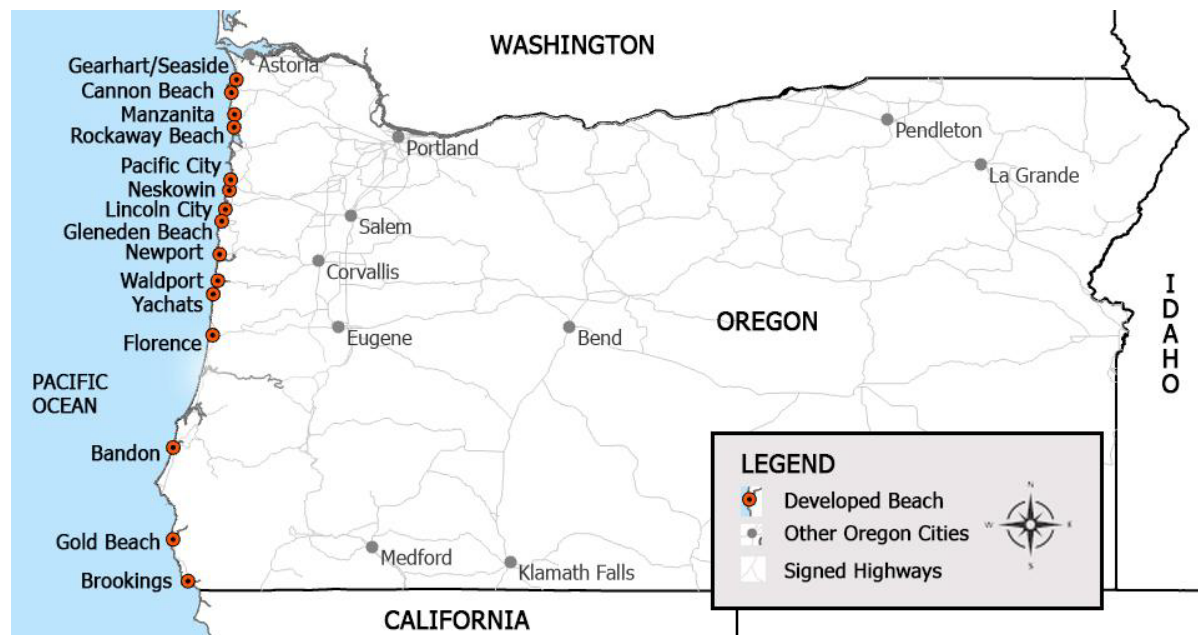 WASHINGTON
Gearhart/Seaside
Astoria
Cannon Beach
Manzanita
Rockaway Beach
Portland
Pendleton
Pacific City
La Grande
Neskowin
Lincoln City
Salem
Gleneden Beach
Newport
Corvallis
Waldport
Yachats
IDAHO
OREGON
Florence
Eugene
Bend
PACIFIC
OCEAN
Bandon
LEGEND
Developed Beach
Other Oregon Cities
Signed Highways
N
W
E
S
Gold Beach
Medford
Klamath Falls
Brookings
CALIFORNIA